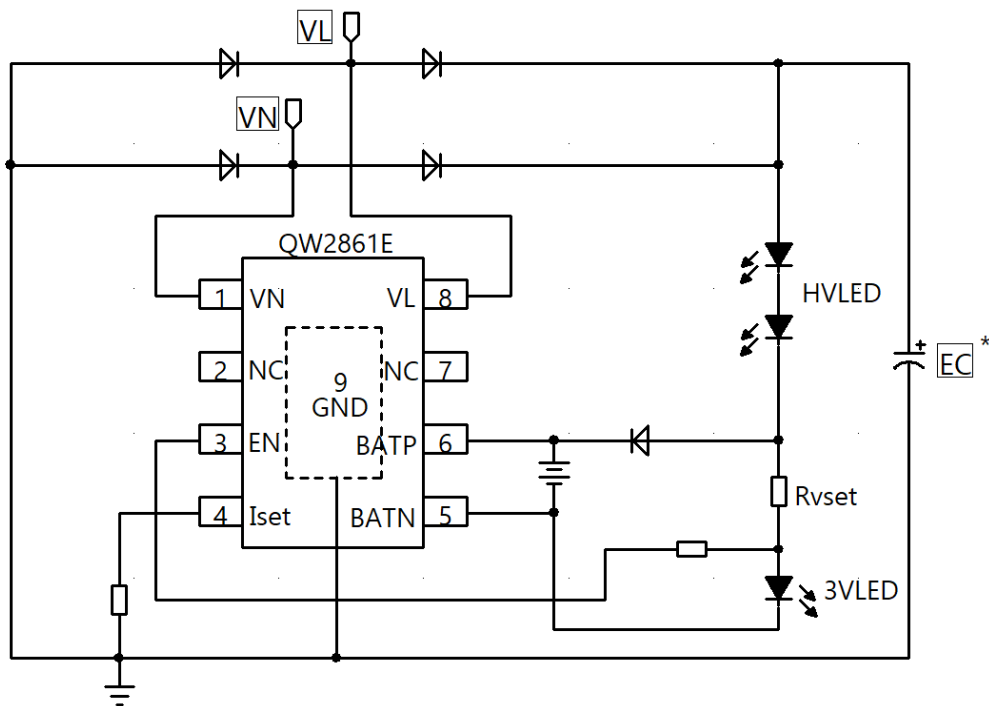 VL
VN
QW2861E
1 VN VL 8
HVLED
2 NC NC 7
EC *
9
GND
3 EN BATP 6
Rvset
4 Iset BATN 5
3VLED